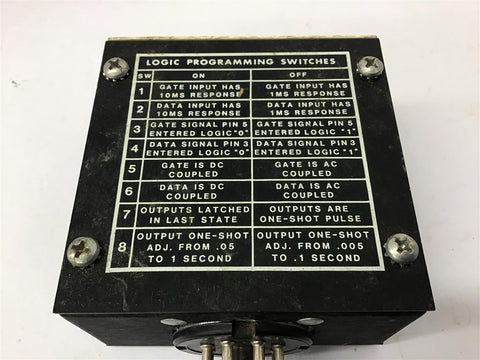 LOGIC PROGRAMMING SWITCHES
SW ON OFF
1 GATE INPUT HAS 10MS RESPONSE GATE INPUT HAS 1MS RESPONSE
2 DATA INPUT HAS 10MS RESPONSE DATA INPUT HAS 1MS RESPONSE
3 GATE SIGNAL PIN 5 ENTERED LOGIC "0" GATE SIGNAL PIN 5 ENTERED LOGIC "1"
4 DATA SIGNAL PIN 3 ENTERED LOGIC "0" DATA SIGNAL PIN 3 ENTERED LOGIC "1"
5 GATE IS DC COUPLED GATE IS AC COUPLED
6 DATA IS DC COUPLED DATA IS AC COUPLED
7 OUTPUTS LATCHED IN LAST STATE OUTPUTS ARE ONE-SHOT PULSE
8 OUTPUT ONE-SHOT ADJ. FROM .05 TO 1 SECOND OUTPUT ONE-SHOT ADJ. FROM .005 TO .1 SECOND